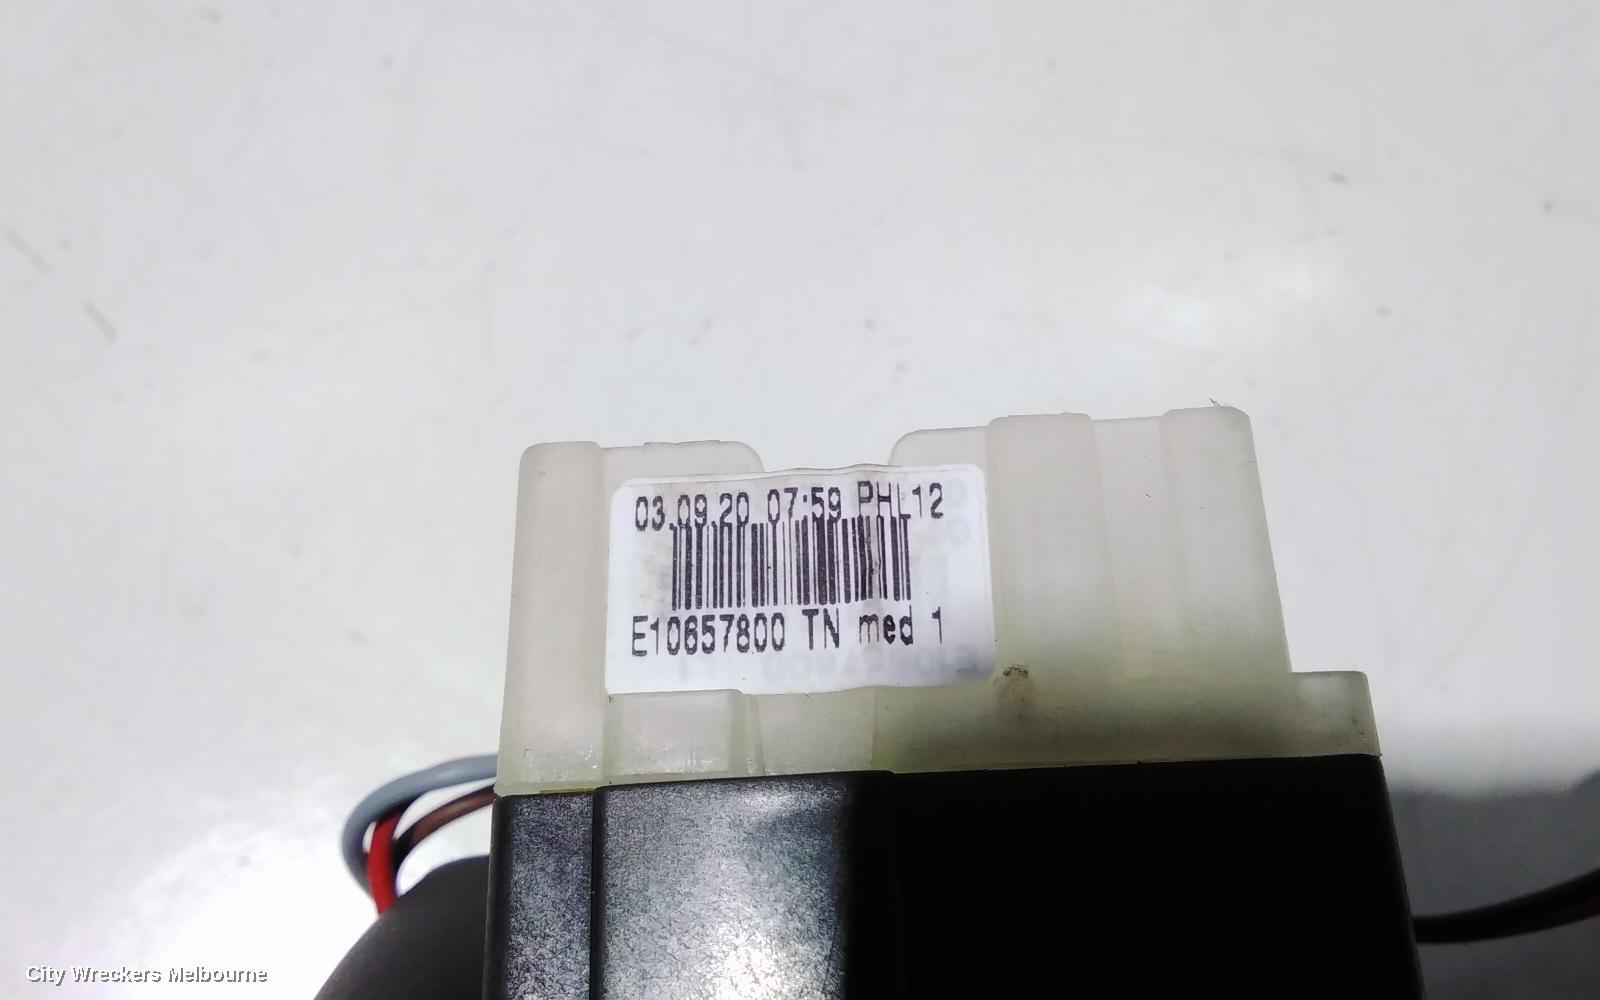 03.09.20 07:59 PHL12
E10657800 TN med 1
City Wreckers Melbourne